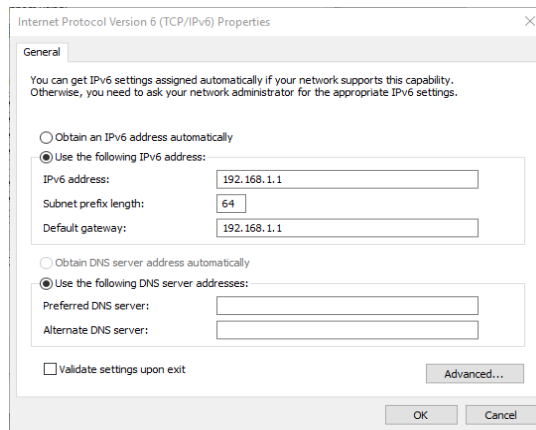 Internet Protocol Version 6 (TCP/IPv6) Properties
General
You can get IPv6 settings assigned automatically if your network supports this capability.
Otherwise, you need to ask your network administrator for the appropriate IPv6 settings.
Obtain an IPv6 address automatically
Use the following IPv6 address:
IPv6 address: 192.168.1.1
Subnet prefix length: 64
Default gateway: 192.168.1.1
Obtain DNS server address automatically
Use the following DNS server addresses:
Preferred DNS server:
Alternate DNS server:
Validate settings upon exit
Advanced...
OK Cancel